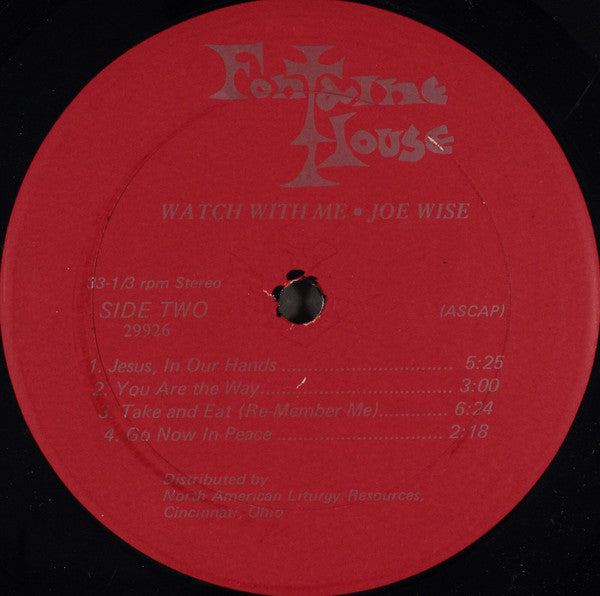 Fontaine
House
WATCH WITH ME • JOE WISE
33-1/3 rpm Stereo
SIDE TWO
(ASCAP)
29926
1. Jesus, In Our Hands .............................. 5:25
2. You Are the Way.................................. 3:00
3. Take and Eat (Re-Member Me)............ 6:24
4. Go Now In Peace ............................. 2:18
Distributed by
North American Liturgy Resources,
Cincinnati, Ohio